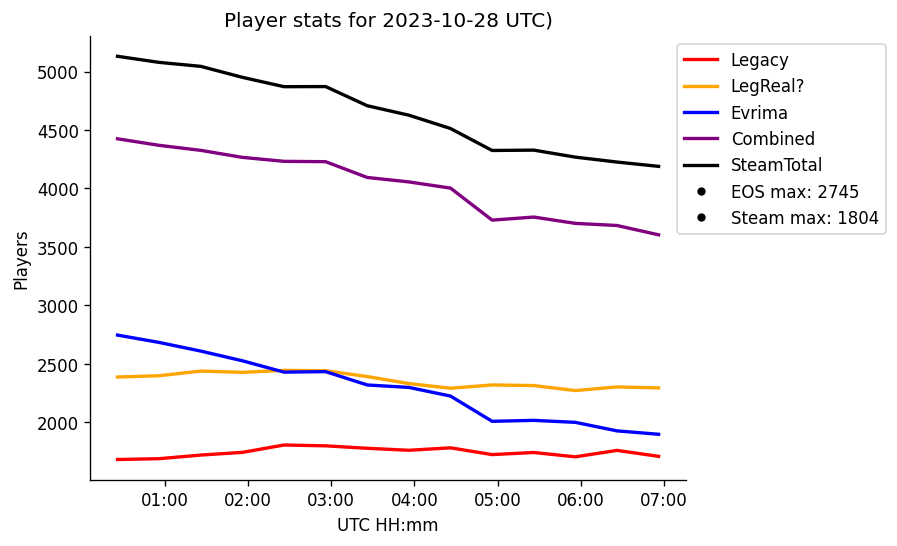 Player stats for 2023-10-28 UTC)
Legacy
LegReal?
Evrima
Combined
SteamTotal
EOS max: 2745
Steam max: 1804
Players
5000
4500
4000
3500
3000
2500
2000
01:00 02:00 03:00 04:00 05:00 06:00 07:00
UTC HH:mm